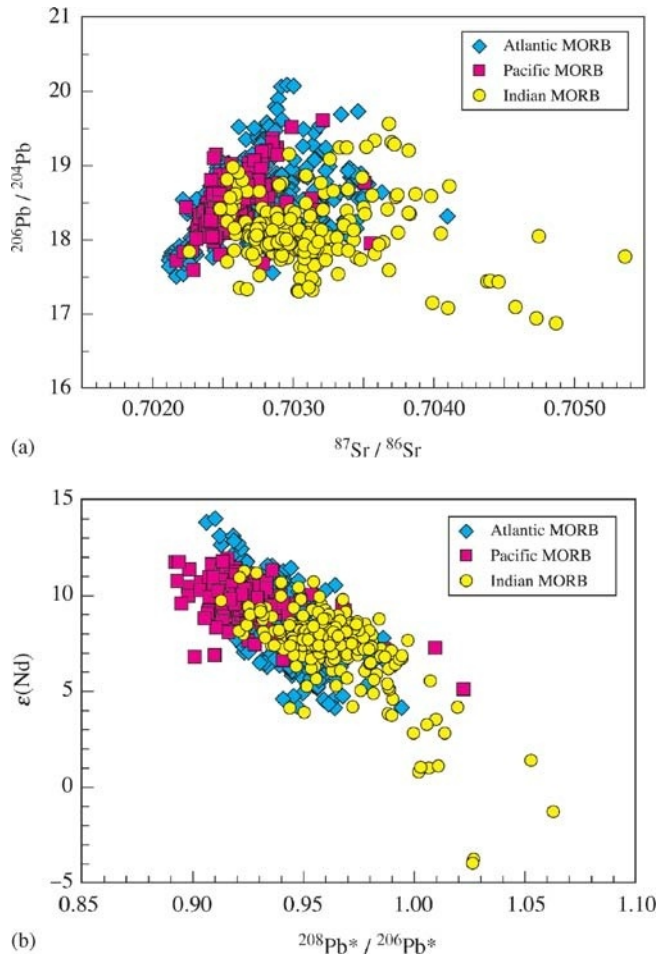 21
20
19
18
17
16
²⁰⁶Pb / ²⁰⁴Pb
Atlantic MORB
Pacific MORB
Indian MORB
0.7020 0.7030 0.7040 0.7050
(a)
⁸⁷Sr / ⁸⁶Sr
15
10
5
0
−5
ε(Nd)
Atlantic MORB
Pacific MORB
Indian MORB
0.85 0.90 0.95 1.00 1.05 1.10
(b)
²⁰⁸Pb* / ²⁰⁶Pb*